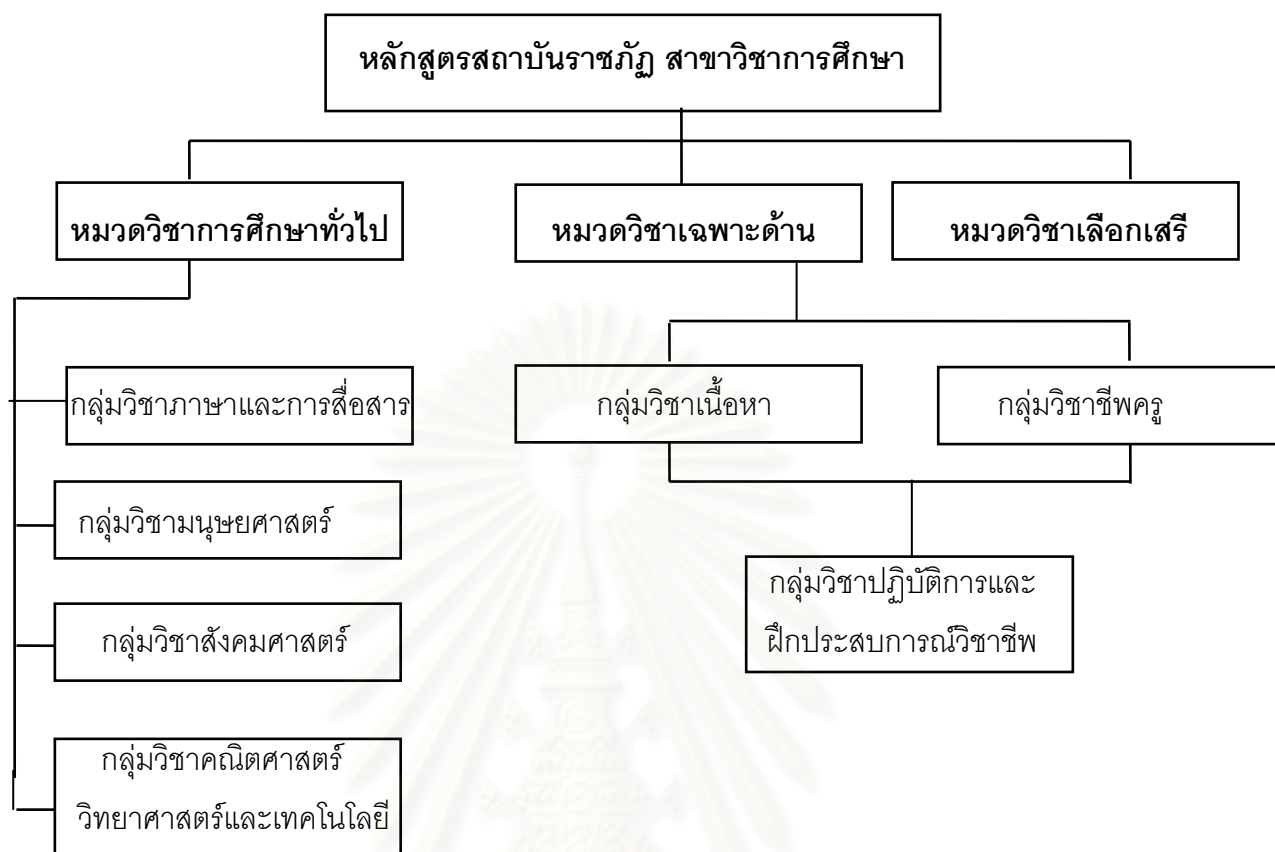 หลักสูตรสถาบันราชภัฏ สาขาวิชาการศึกษา
หมวดวิชาการศึกษาทั่วไป
หมวดวิชาเฉพาะด้าน
หมวดวิชาเลือกเสรี
กลุ่มวิชาภาษาและการสื่อสาร
กลุ่มวิชาเนื้อหา
กลุ่มวิชาชีพครู
กลุ่มวิชามนุษยศาสตร์
กลุ่มวิชาปฏิบัติการและ
ฝึกประสบการณ์วิชาชีพ
กลุ่มวิชาสังคมศาสตร์
กลุ่มวิชาคณิตศาสตร์
วิทยาศาสตร์และเทคโนโลยี